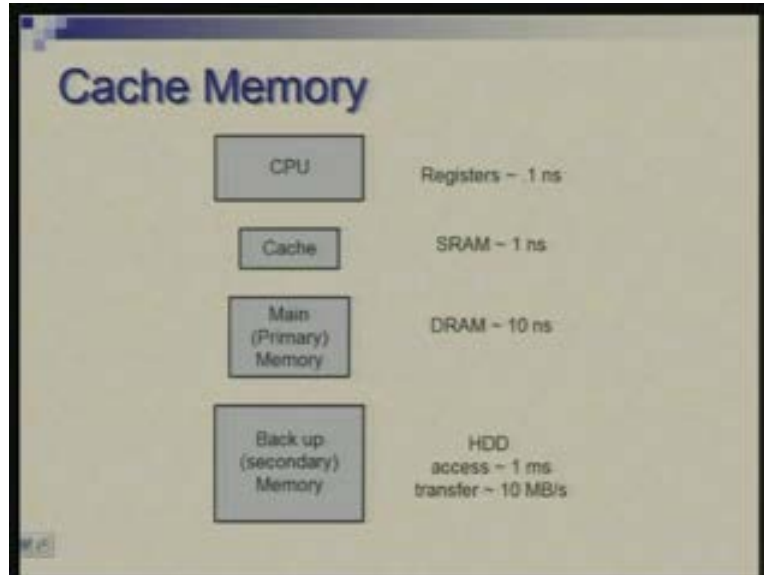 Cache Memory
CPU
Registers ~ .1 ns
Cache
SRAM ~ 1 ns
Main
(Primary)
Memory
DRAM ~ 10 ns
Back up
(secondary)
Memory
HDD
access ~ 1 ms
transfer ~ 10 MB/s